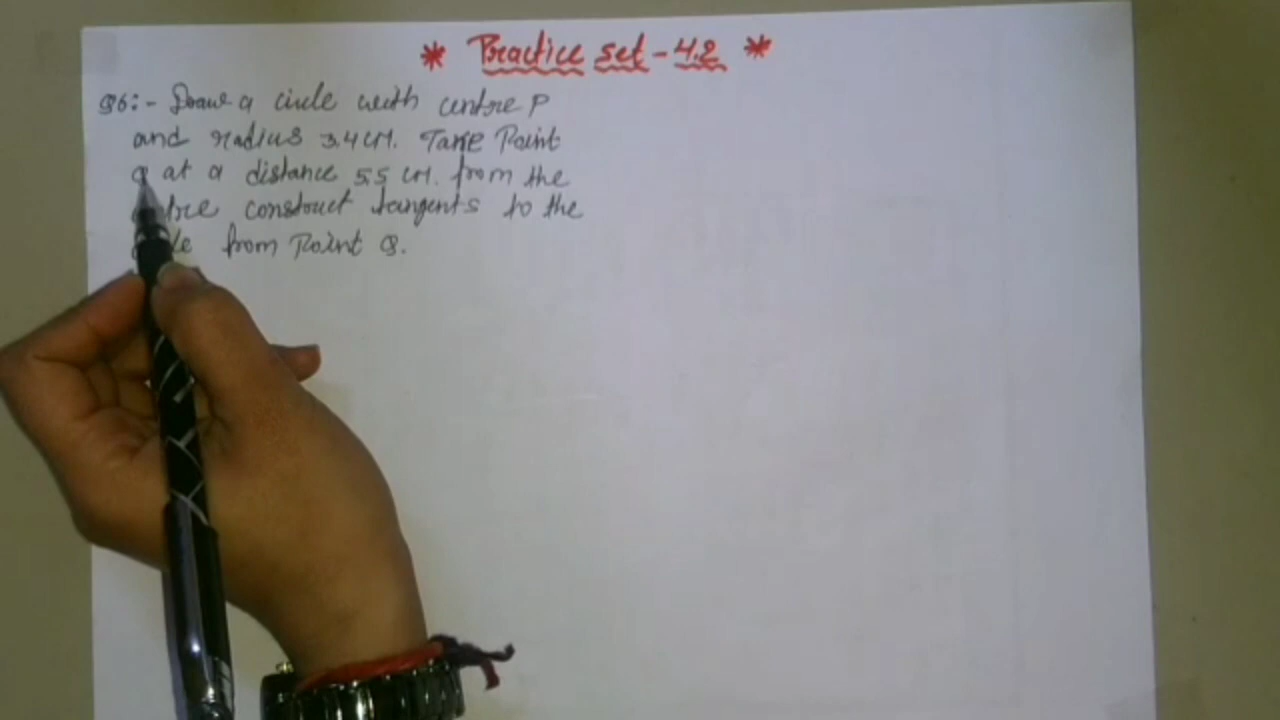 * Practice set - 4.2 *
Q6:- Draw a circle with centre P
and radius 3.4 cm. Take Point
Q at a distance 5.5 cm. from the
construct tangents to the
from Point Q.